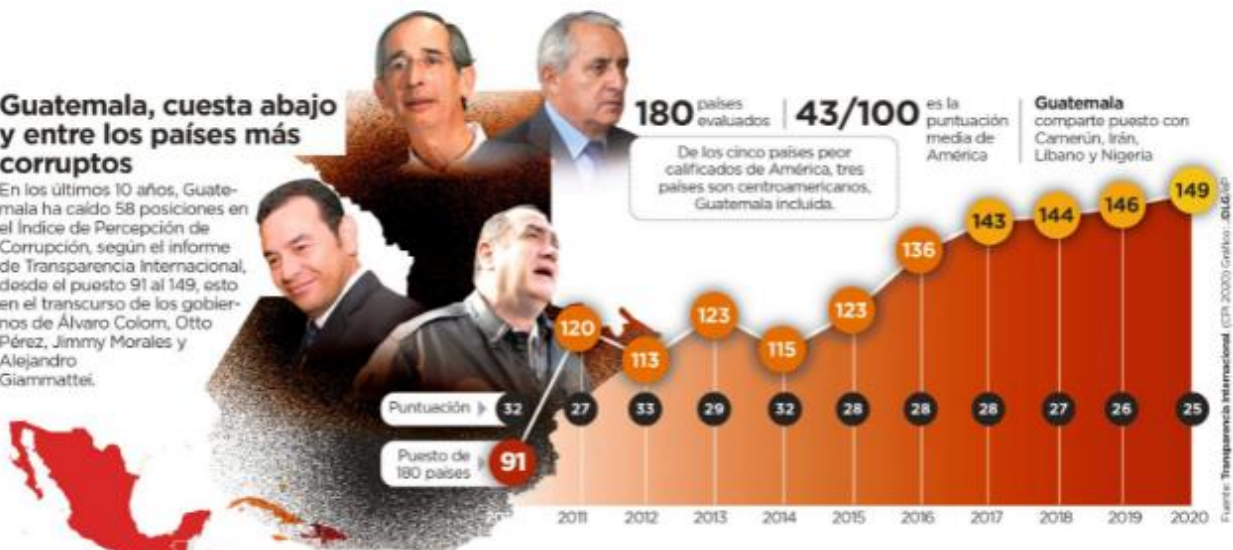 Guatemala, cuesta abajo
y entre los países más
corruptos
En los últimos 10 años, Guate-
mala ha caído 58 posiciones en
el Índice de Percepción de
Corrupción, según el informe
de Transparencia Internacional,
desde el puesto 91 al 149, esto
en el transcurso de los gobier-
nos de Álvaro Colom, Otto
Pérez, Jimmy Morales y
Alejandro
Giammattei.
180 países
evaluados
43/100 es la
puntuación
media de
América
Guatemala
comparte puesto con
Camerún, Irán,
Líbano y Nigeria
De los cinco países peor
calificados de América, tres
países son centroamericanos,
Guatemala incluida.
120 113 123 115 123 136 143 144 146 149
Puntuación 32 27 33 29 32 28 28 28 27 26 25
Puesto de
180 países
91
2011 2012 2013 2014 2015 2016 2017 2018 2019 2020
Fuente: Transparencia Internacional (CPI 2020) Gráfico: